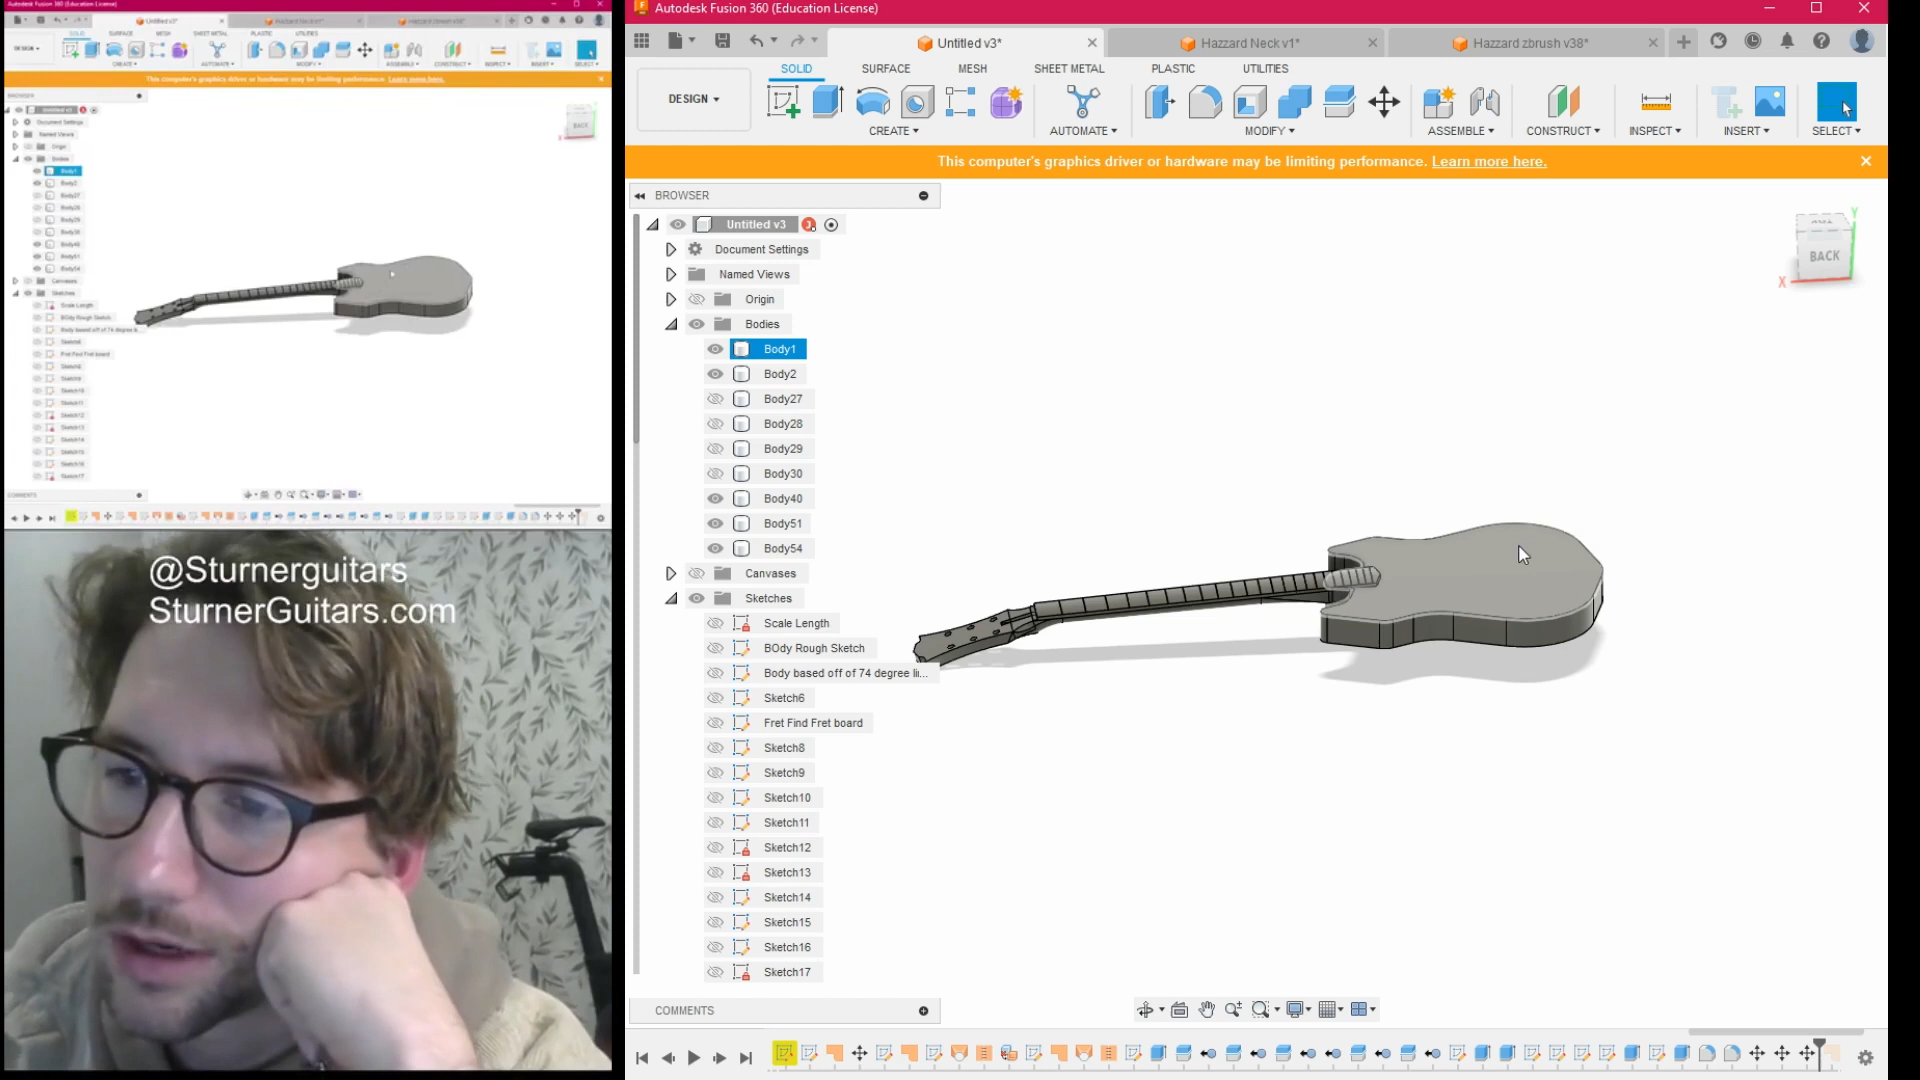 Autodesk Fusion 360 (Education License)
Untitled v3*
Hazzard Neck v1*
Hazzard zbrush v38*
SOLID
SURFACE
MESH
SHEET METAL
PLASTIC
UTILITIES
DESIGN
CREATE
AUTOMATE
MODIFY
ASSEMBLE
CONSTRUCT
INSPECT
INSERT
SELECT
This computer's graphics driver or hardware may be limiting performance. Learn more here.
BROWSER
Untitled v3
Document Settings
Named Views
Origin
Bodies
Body1
Body2
Body27
Body28
Body29
Body30
Body40
Body51
Body54
Canvases
Sketches
Scale Length
BOdy Rough Sketch
Body based off of 74 degree li...
Sketch6
Fret Find Fret board
Sketch8
Sketch9
Sketch10
Sketch11
Sketch12
Sketch13
Sketch14
Sketch15
Sketch16
Sketch17
COMMENTS
BACK
X
Y
@Sturnerguitars
SturnerGuitars.com